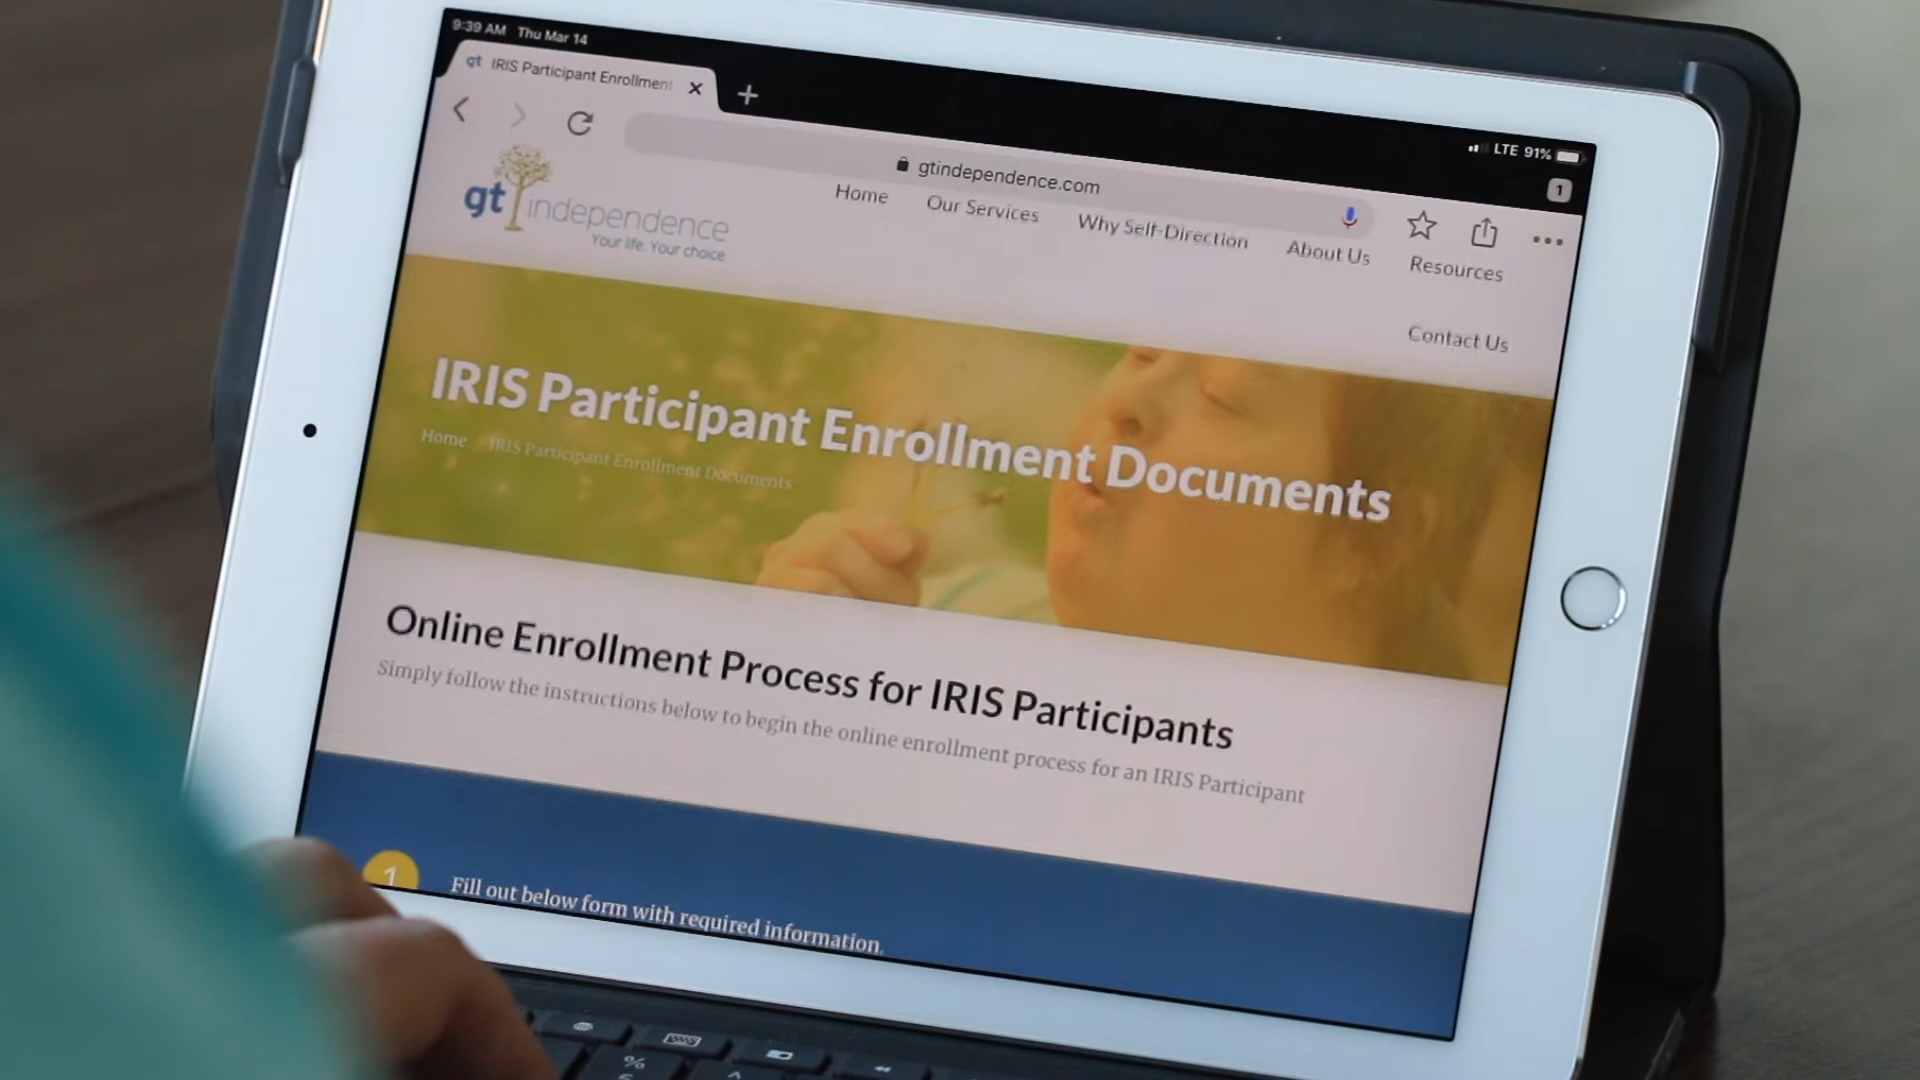 9:39 AM Thu Mar 14
LTE 91%
gt IRIS Participant Enrollment
1
gtindependence.com
gt independence
Your life. Your choice.
Home Our Services Why Self-Direction About Us Resources
Contact Us
IRIS Participant Enrollment Documents
Home IRIS Participant Enrollment Documents
Online Enrollment Process for IRIS Participants
Simply follow the instructions below to begin the online enrollment process for an IRIS Participant
1 Fill out below form with required information.
%